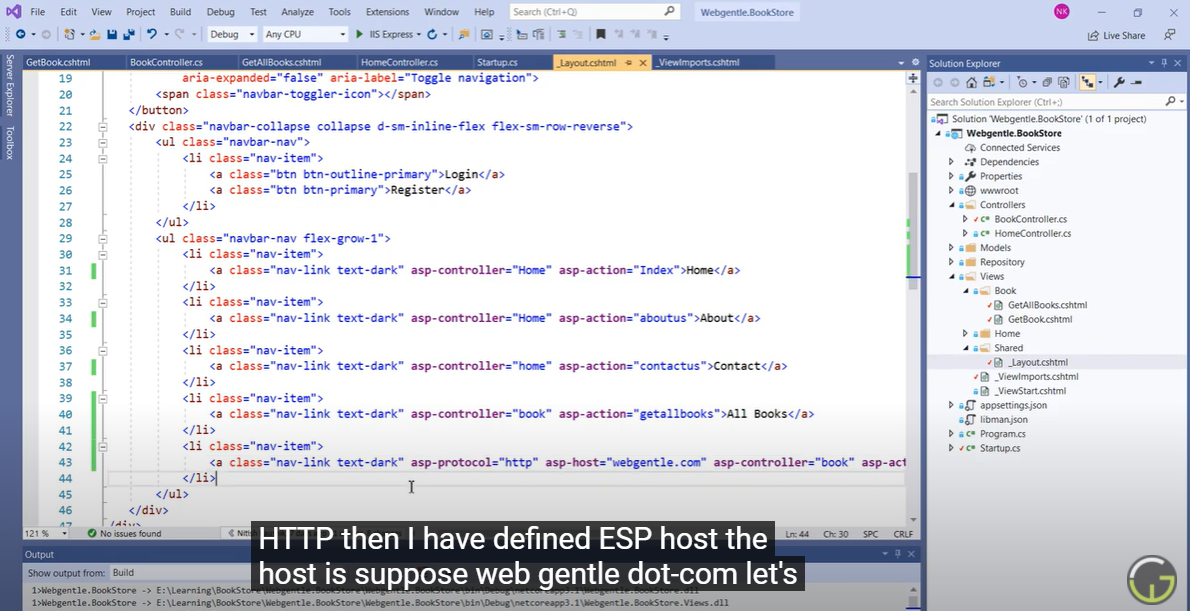 File Edit View Project Build Debug Test Analyze Tools Extensions Window Help Search (Ctrl+Q) Webgentle.BookStore NK
Debug Any CPU IIS Express Live Share
Server Explorer
Toolbox
GetBook.cshtml BookController.cs GetAllBooks.cshtml HomeController.cs Startup.cs _Layout.cshtml _ViewImports.cshtml
19 aria-expanded="false" aria-label="Toggle navigation">
20 <span class="navbar-toggler-icon"></span>
21 </button>
22 <div class="navbar-collapse collapse d-sm-inline-flex flex-sm-row-reverse">
23 <ul class="navbar-nav">
24 <li class="nav-item">
25 <a class="btn btn-outline-primary">Login</a>
26 <a class="btn btn-primary">Register</a>
27 </li>
28 </ul>
29 <ul class="navbar-nav flex-grow-1">
30 <li class="nav-item">
31 <a class="nav-link text-dark" asp-controller="Home" asp-action="Index">Home</a>
32 </li>
33 <li class="nav-item">
34 <a class="nav-link text-dark" asp-controller="Home" asp-action="aboutus">About</a>
35 </li>
36 <li class="nav-item">
37 <a class="nav-link text-dark" asp-controller="home" asp-action="contactus">Contact</a>
38 </li>
39 <li class="nav-item">
40 <a class="nav-link text-dark" asp-controller="book" asp-action="getallbooks">All Books</a>
41 </li>
42 <li class="nav-item">
43 <a class="nav-link text-dark" asp-protocol="http" asp-host="webgentle.com" asp-controller="book" asp-act
44 </li>
45 </ul>
46 </div>
47 </div>
121 % No issues found Ln: 44 Ch: 30 SPC CRLF
Output
Show output from: Build
1>Webgentle.BookStore -> E:\Learning\BookStore\Webgentle.BookStore\Webgentle.BookStore\bin\Debug\netcoreapp3.1\Webgentle.BookStore.dll
1>Webgentle.BookStore -> E:\Learning\BookStore\Webgentle.BookStore\Webgentle.BookStore\bin\Debug\netcoreapp3.1\Webgentle.BookStore.Views.dll
Solution Explorer
Search Solution Explorer (Ctrl+;)
Solution 'Webgentle.BookStore' (1 of 1 project)
Webgentle.BookStore
Connected Services
Dependencies
Properties
wwwroot
Controllers
BookController.cs
HomeController.cs
Models
Repository
Views
Book
GetAllBooks.cshtml
GetBook.cshtml
Home
Shared
_Layout.cshtml
_ViewImports.cshtml
_ViewStart.cshtml
appsettings.json
libman.json
Program.cs
Startup.cs
HTTP then I have defined ESP host the
host is suppose web gentle dot-com let's